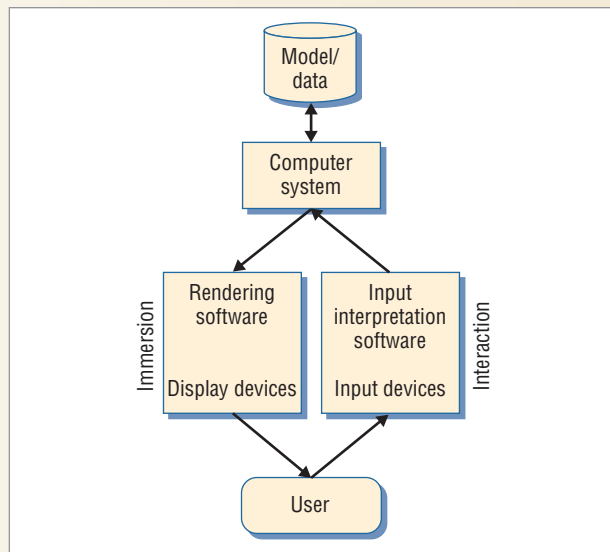 Model/
data
Computer
system
Immersion
Rendering
software
Display devices
Input
interpretation
software
Input devices
Interaction
User